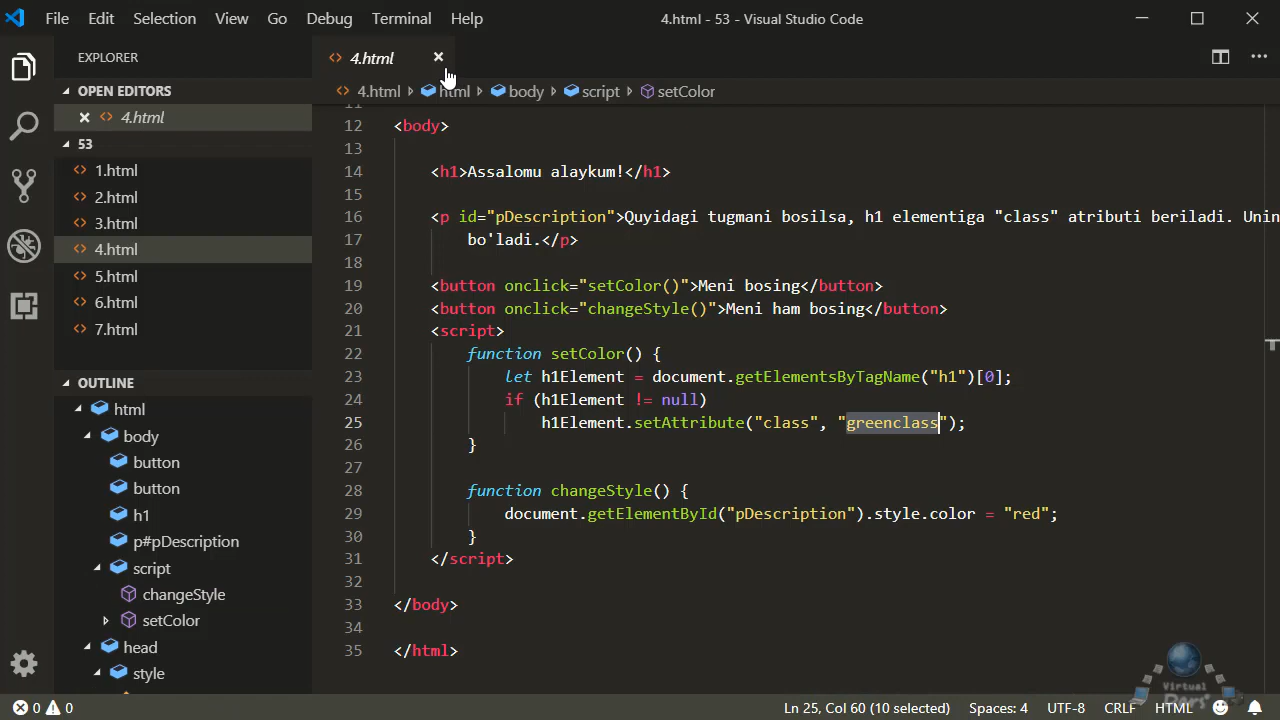 File Edit Selection View Go Debug Terminal Help 4.html - 53 - Visual Studio Code
EXPLORER
OPEN EDITORS
4.html
53
1.html
2.html
3.html
4.html
5.html
6.html
7.html
OUTLINE
html
body
button
button
h1
p#pDescription
script
changeStyle
setColor
head
style
4.html
4.html html body script setColor
11
12 <body>
13
14 <h1>Assalomu alaykum!</h1>
15
16 <p id="pDescription">Quyidagi tugmani bosilsa, h1 elementiga "class" atributi beriladi. Unin
17 bo'ladi.</p>
18
19 <button onclick="setColor()">Meni bosing</button>
20 <button onclick="changeStyle()">Meni ham bosing</button>
21 <script>
22 function setColor() {
23 let h1Element = document.getElementsByTagName("h1")[0];
24 if (h1Element != null)
25 h1Element.setAttribute("class", "greenclass");
26 }
27
28 function changeStyle() {
29 document.getElementById("pDescription").style.color = "red";
30 }
31 </script>
32
33 </body>
34
35 </html>
Virtual
Dars
0 0 Ln 25, Col 60 (10 selected) Spaces: 4 UTF-8 CRLF HTML